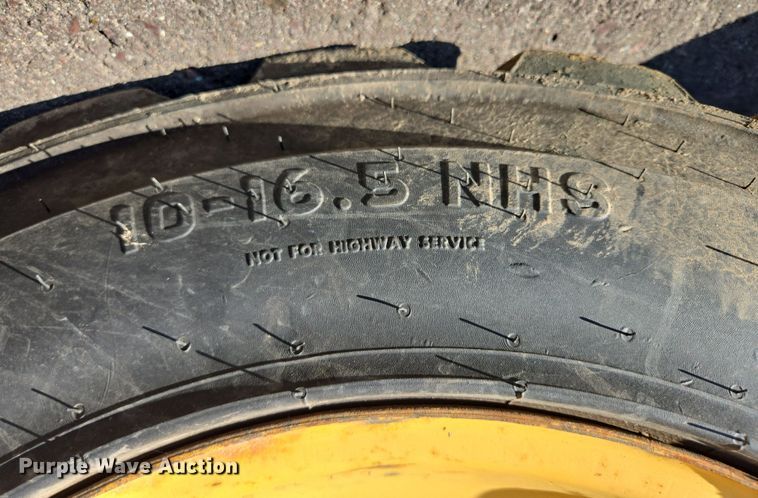 10-16.5 NHS
NOT FOR HIGHWAY SERVICE
Purple Wave Auction